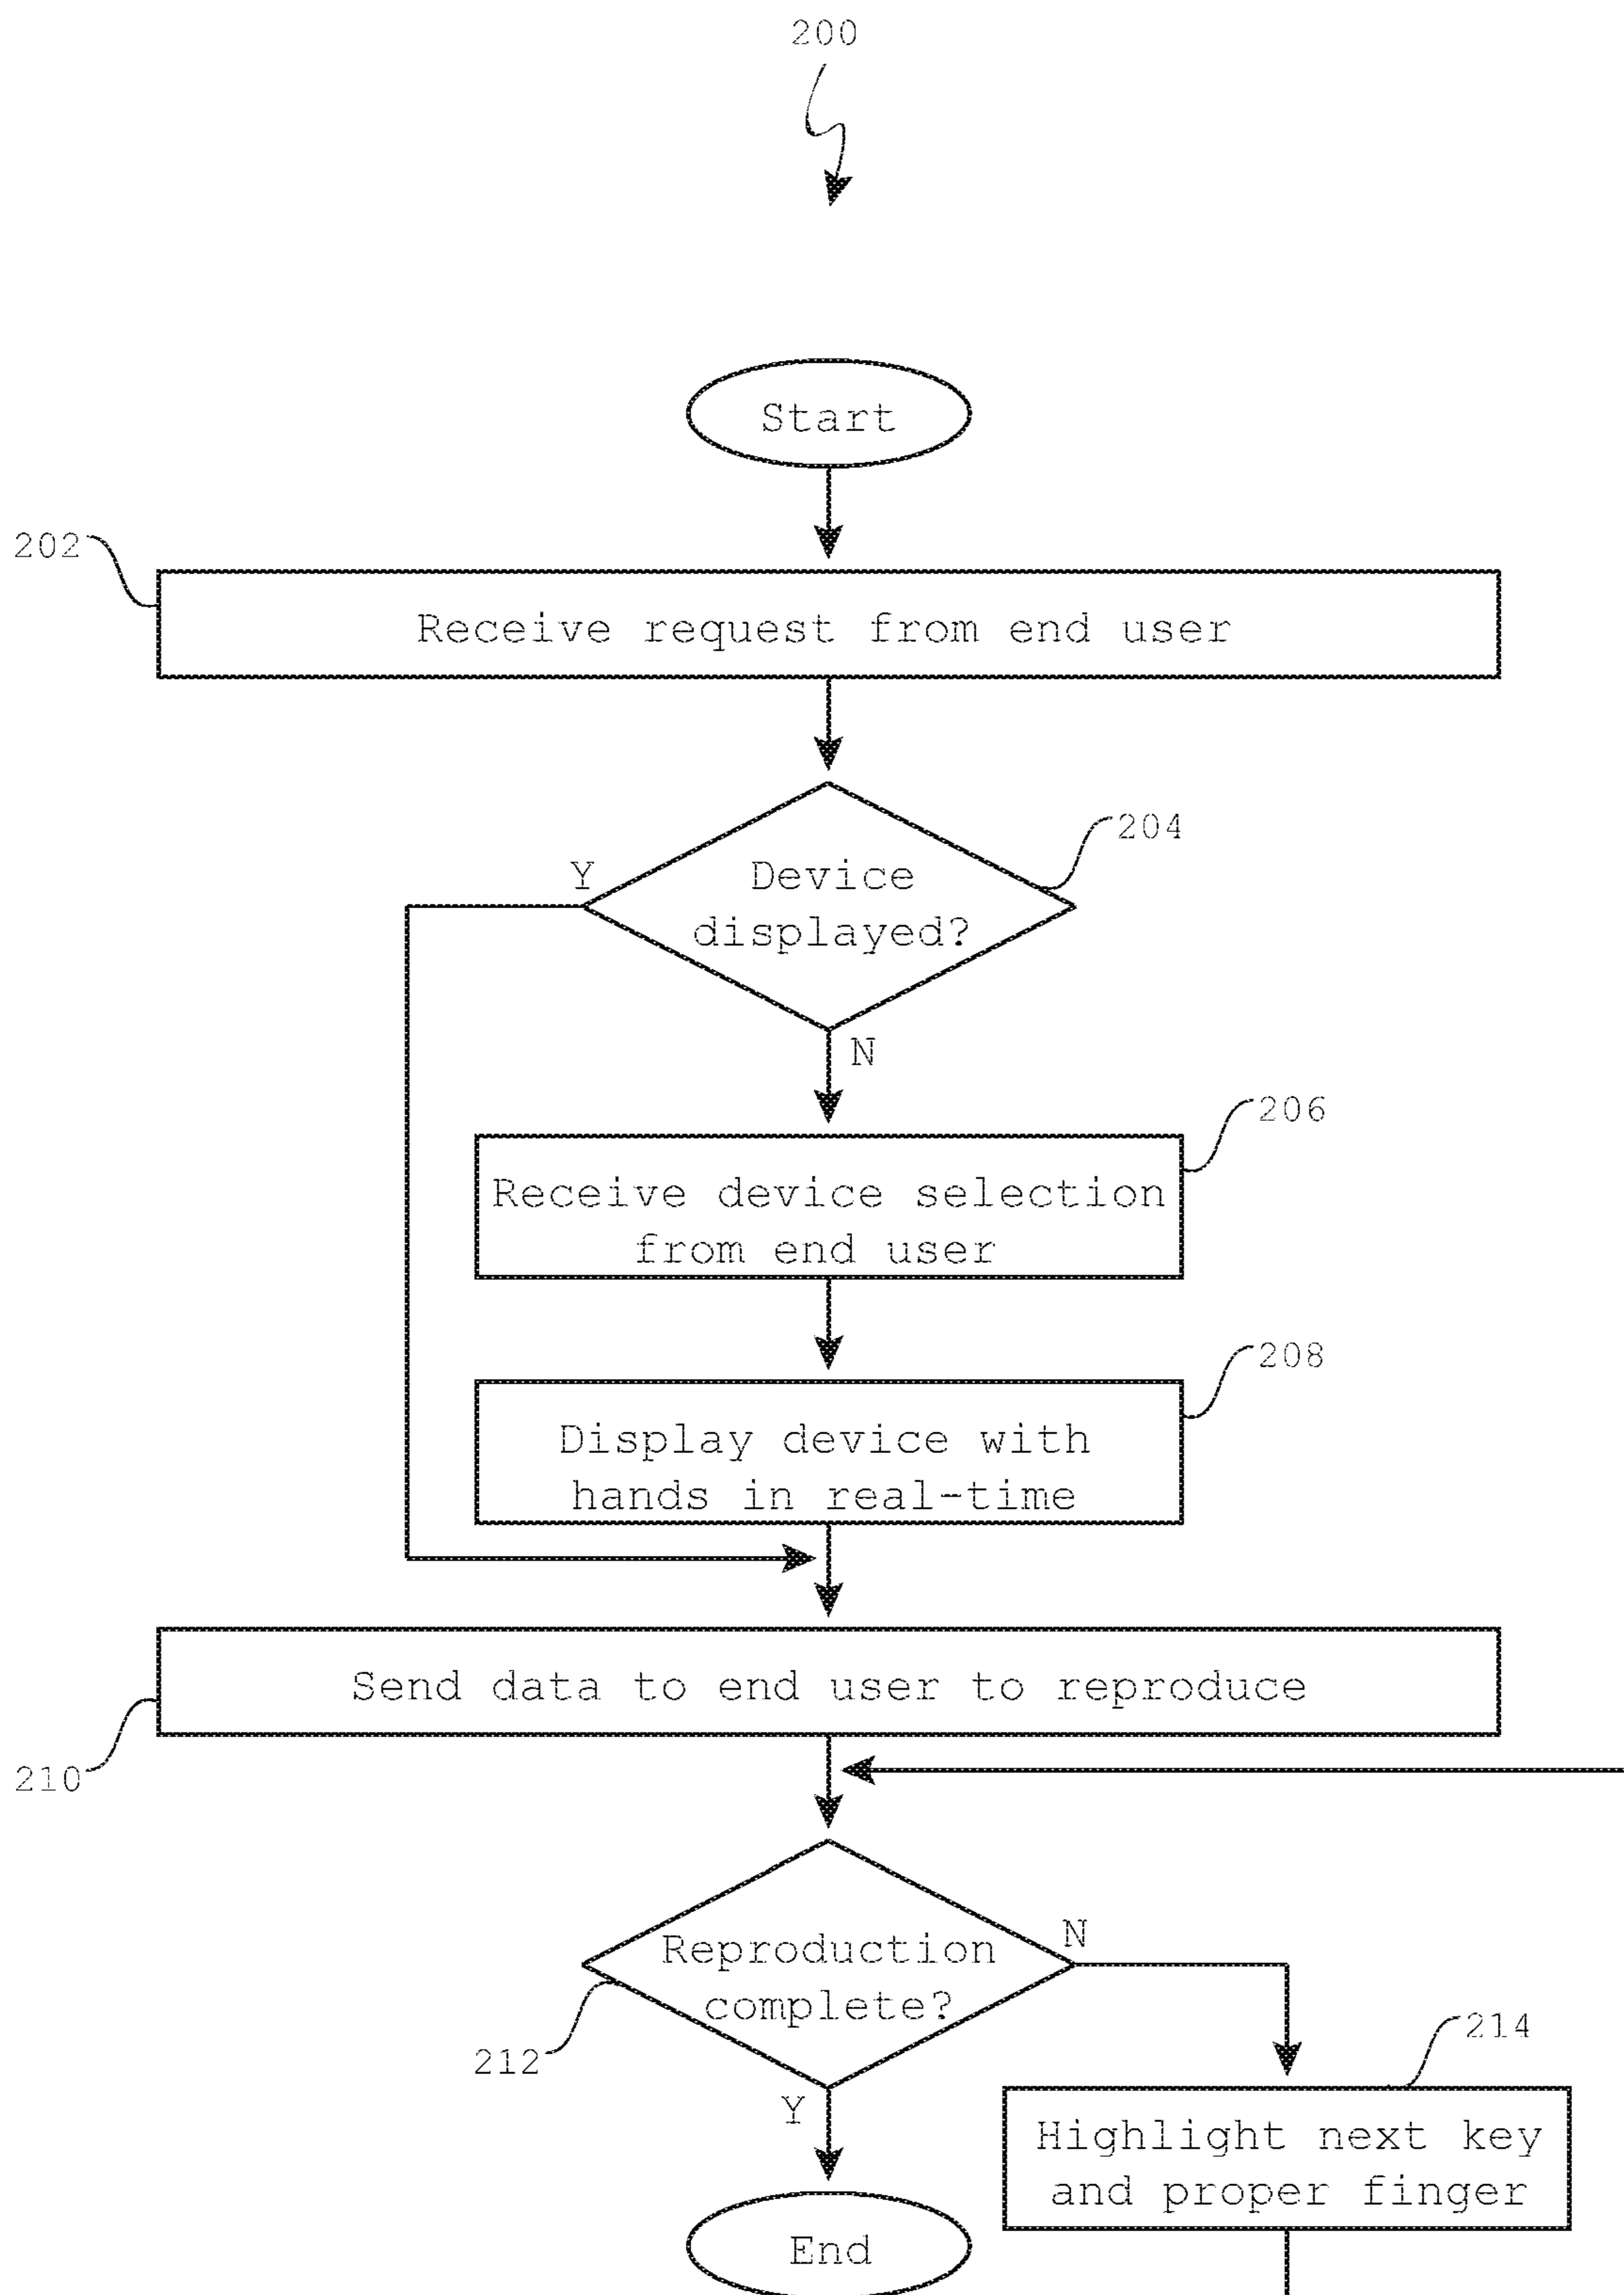 200
Start
202
Receive request from end user
204
Y
Device
displayed?
N
206
Receive device selection
from end user
208
Display device with
hands in real-time
Send data to end user to reproduce
210
N
Reproduction
complete?
212
214
Y
Highlight next key
and proper finger
End